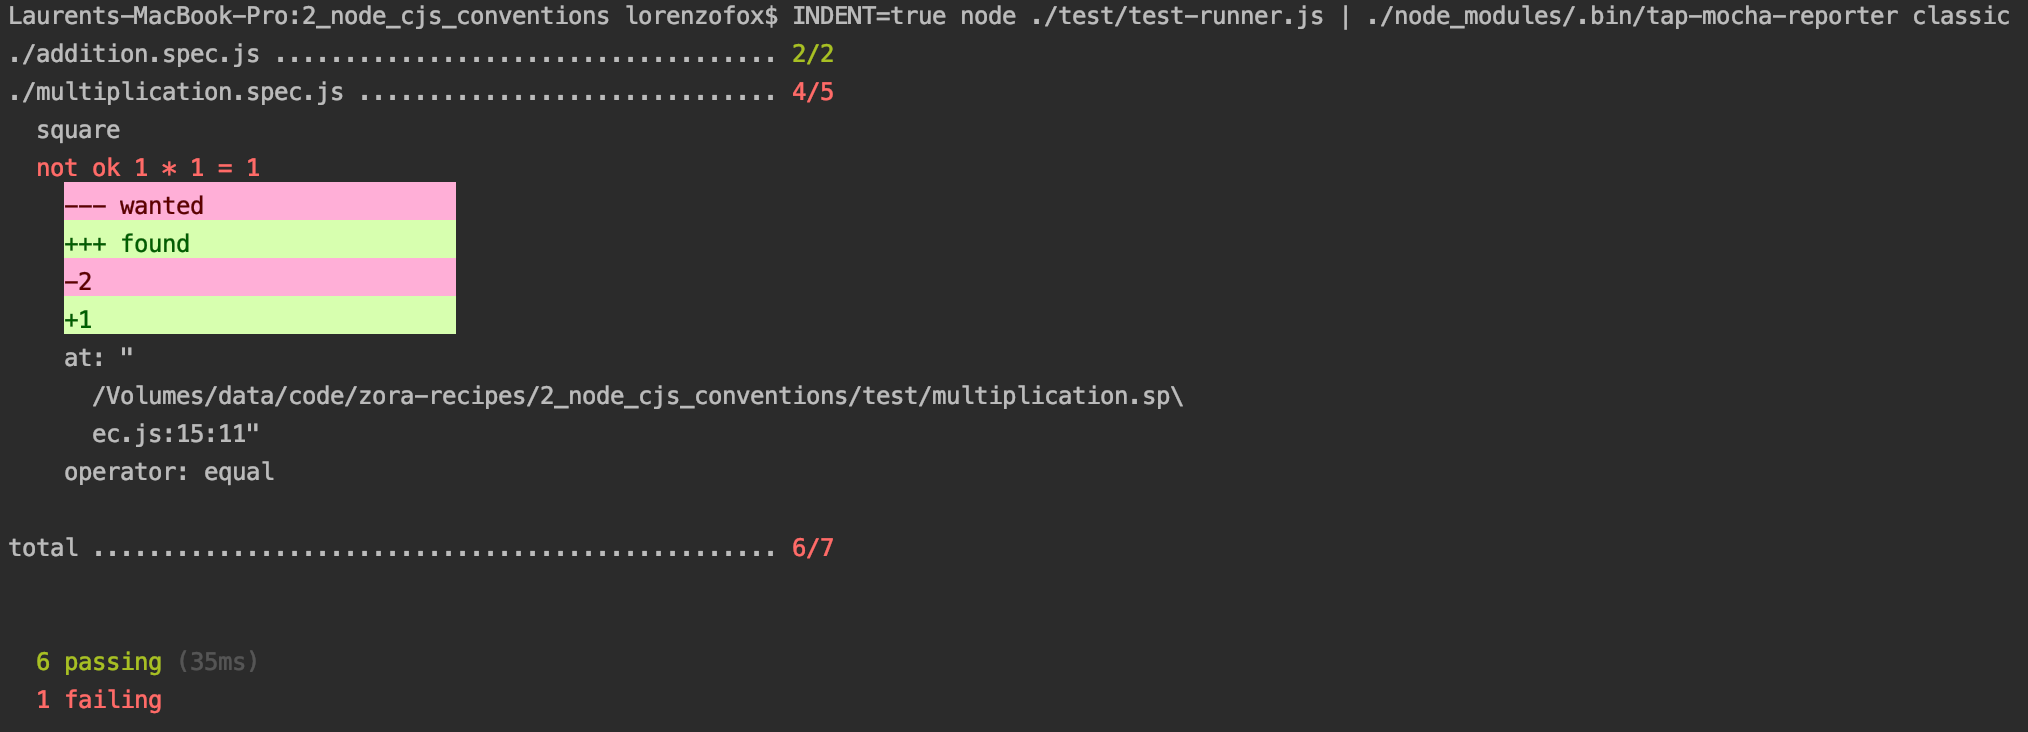 Laurents-MacBook-Pro:2_node_cjs_conventions lorenzofox$ INDENT=true node ./test/test-runner.js | ./node_modules/.bin/tap-mocha-reporter classic
./addition.spec.js .................................... 2/2
./multiplication.spec.js .............................. 4/5
  square
  not ok 1 * 1 = 1
    --- wanted
    +++ found
    -2
    +1
    at: "
      /Volumes/data/code/zora-recipes/2_node_cjs_conventions/test/multiplication.sp\
      ec.js:15:11"
    operator: equal

total ................................................. 6/7

  6 passing (35ms)
  1 failing